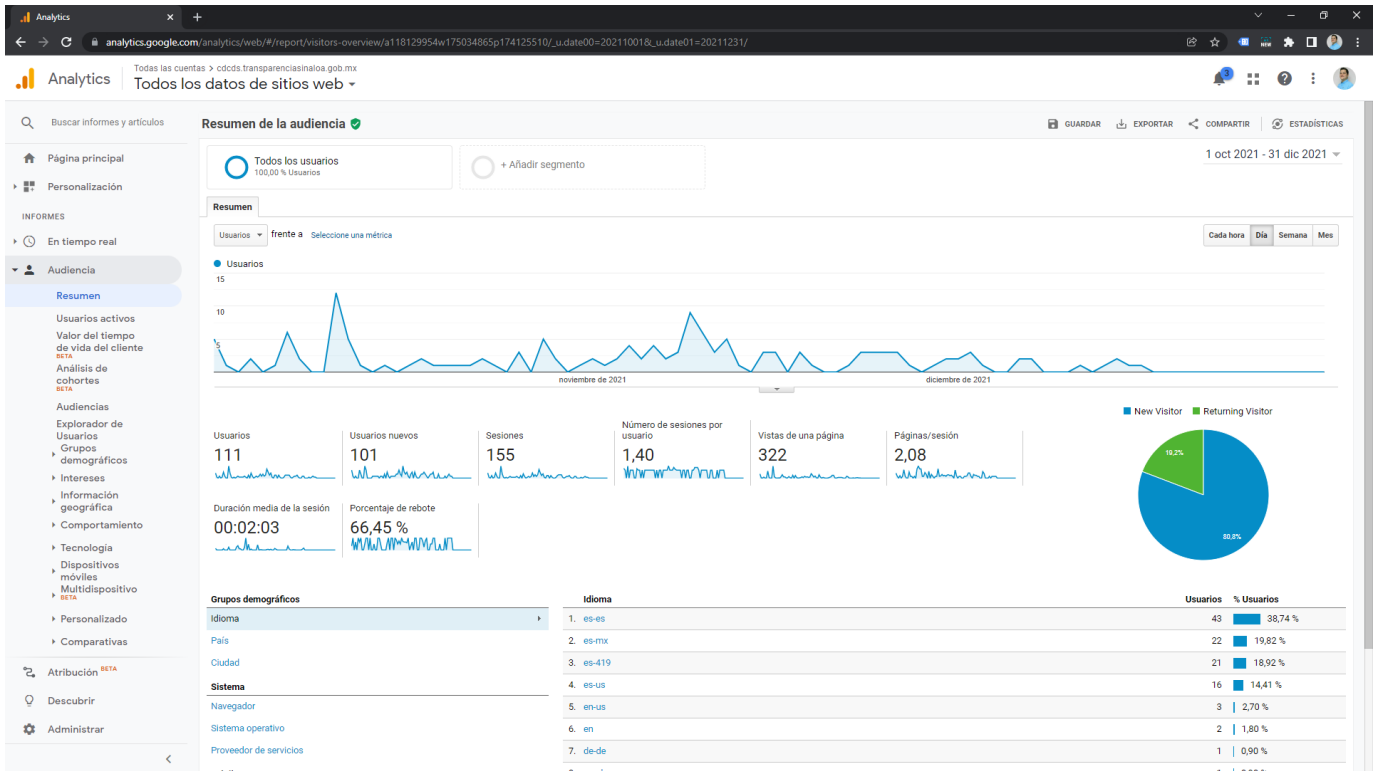 Analytics
analytics.google.com/analytics/web/#/report/visitors-overview/a118129954w175034865p174125510/_u.date00=20211001&_u.date01=20211231/
NEW
Analytics
Todas las cuentas > cdcds.transparenciasinaloa.gob.mx
Todos los datos de sitios web
3
Buscar informes y artículos
Página principal
Personalización
INFORMES
En tiempo real
Audiencia
Resumen
Usuarios activos
Valor del tiempo
de vida del cliente
BETA
Análisis de
cohortes
BETA
Audiencias
Explorador de
Usuarios
Grupos
demográficos
Intereses
Información
geográfica
Comportamiento
Tecnología
Dispositivos
móviles
Multidispositivo
BETA
Personalizado
Comparativas
Atribución BETA
Descubrir
Administrar
Resumen de la audiencia
GUARDAR EXPORTAR COMPARTIR ESTADÍSTICAS
Todos los usuarios
100,00 % Usuarios
+ Añadir segmento
1 oct 2021 - 31 dic 2021
Resumen
Usuarios frente a Seleccione una métrica
Cada hora Día Semana Mes
Usuarios
15
10
5
noviembre de 2021 diciembre de 2021
New Visitor Returning Visitor
19,2%
80,8%
Usuarios
111
Usuarios nuevos
101
Sesiones
155
Número de sesiones por
usuario
1,40
Vistas de una página
322
Páginas/sesión
2,08
Duración media de la sesión
00:02:03
Porcentaje de rebote
66,45 %
Grupos demográficos
Idioma
País
Ciudad
Sistema
Navegador
Sistema operativo
Proveedor de servicios
Idioma Usuarios % Usuarios
1. es-es 43 38,74 %
2. es-mx 22 19,82 %
3. es-419 21 18,92 %
4. es-us 16 14,41 %
5. en-us 3 2,70 %
6. en 2 1,80 %
7. de-de 1 0,90 %